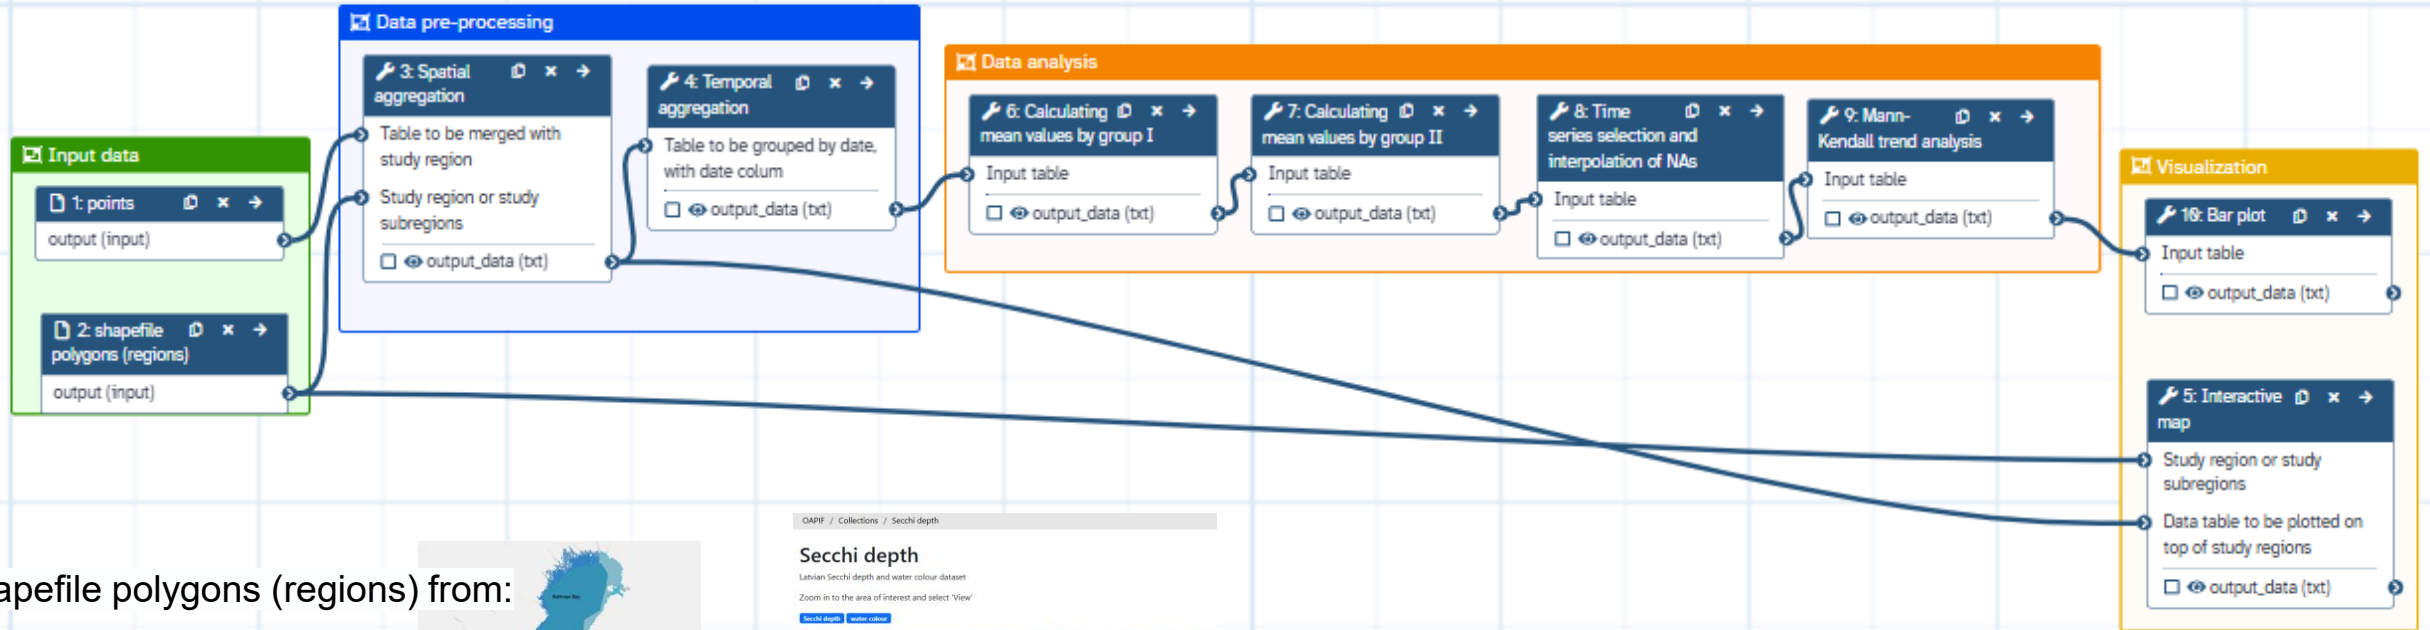 Input data
1: points
output (input)
2: shapefile
polygons (regions)
output (input)
Data pre-processing
3: Spatial
aggregation
Table to be merged with
study region
Study region or study
subregions
output_data (txt)
4: Temporal
aggregation
Table to be grouped by date,
with date colum
output_data (txt)
Data analysis
6: Calculating
mean values by group I
Input table
output_data (txt)
7: Calculating
mean values by group II
Input table
output_data (txt)
8: Time
series selection and
interpolation of NAs
Input table
output_data (txt)
9: Mann-
Kendall trend analysis
Input table
output_data (txt)
Visualization
10: Bar plot
Input table
output_data (txt)
5: Interactive
map
Study region or study
subregions
Data table to be plotted on
top of study regions
output_data (txt)
apefile polygons (regions) from:
OAPIF / Collections / Secchi depth
Secchi depth
Latvian Secchi depth and water colour dataset
Zoom in to the area of interest and select 'View'
Secchi depth water colour